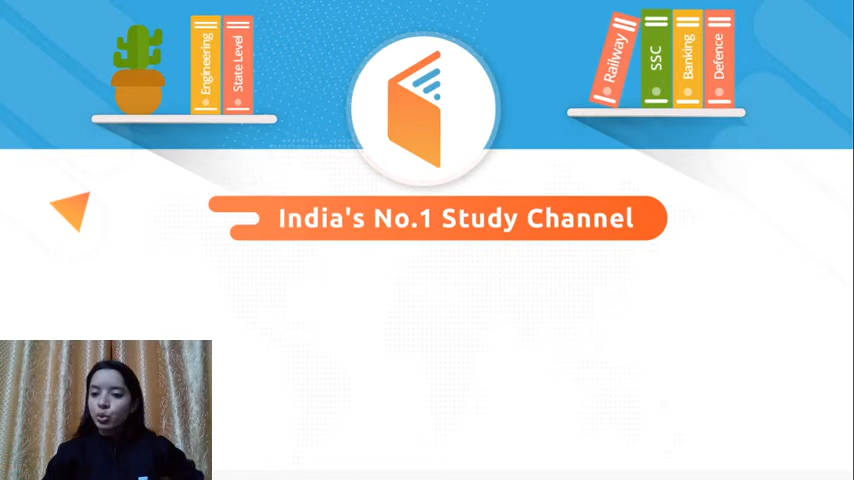 Engineering
State Level
Railway
SSC
Banking
Defence
India's No.1 Study Channel